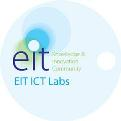 eit
Knowledge &
Innovation
Community
EIT ICT Labs